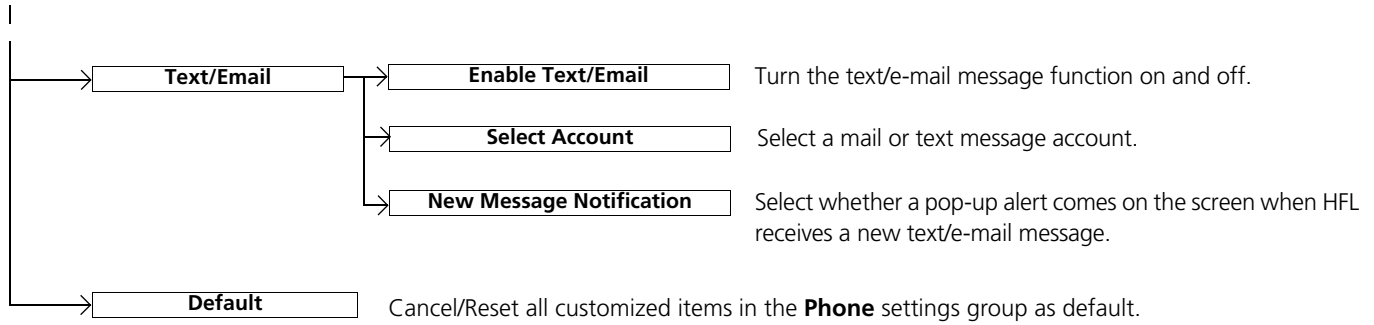 Text/Email
Enable Text/Email
Turn the text/e-mail message function on and off.
Select Account
Select a mail or text message account.
New Message Notification
Select whether a pop-up alert comes on the screen when HFL
receives a new text/e-mail message.
Default
Cancel/Reset all customized items in the Phone settings group as default.